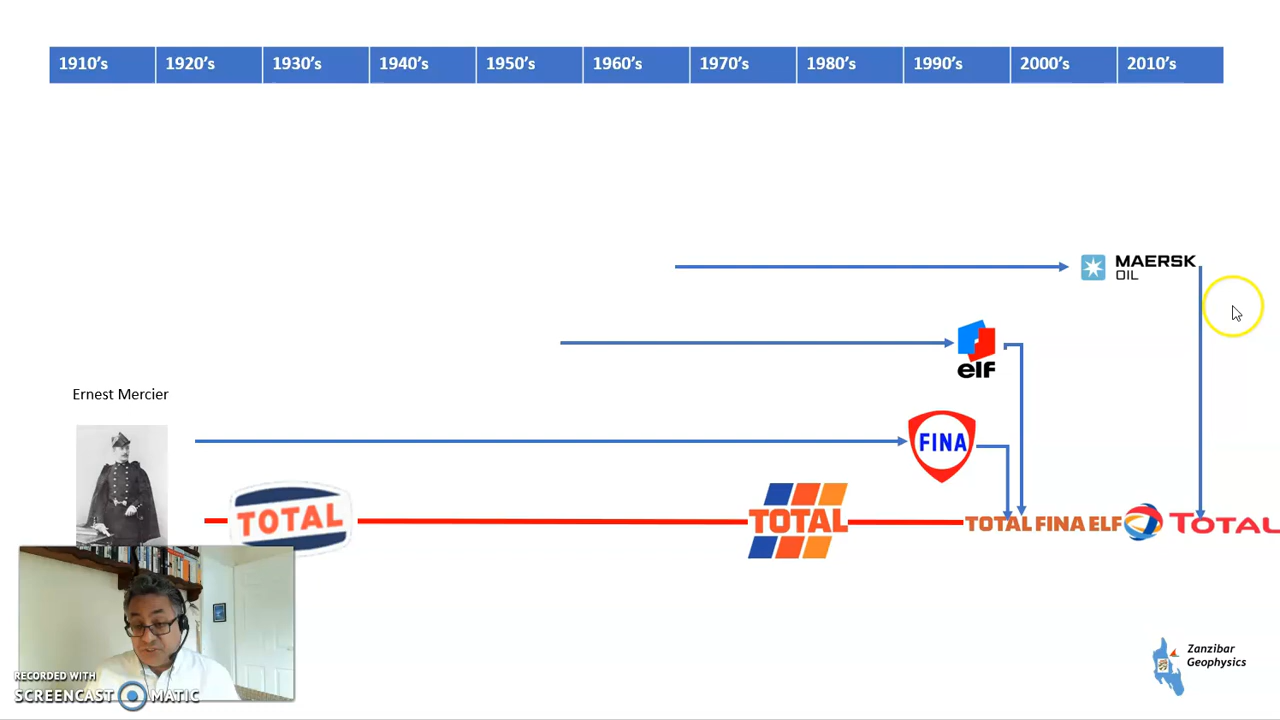 1910's 1920's 1930's 1940's 1950's 1960's 1970's 1980's 1990's 2000's 2010's
MAERSK
OIL
elf
Ernest Mercier
FINA
TOTAL
TOTAL
TOTAL FINA ELF
TOTAL
Zanzibar
Geophysics
RECORDED WITH
SCREENCAST MATIC